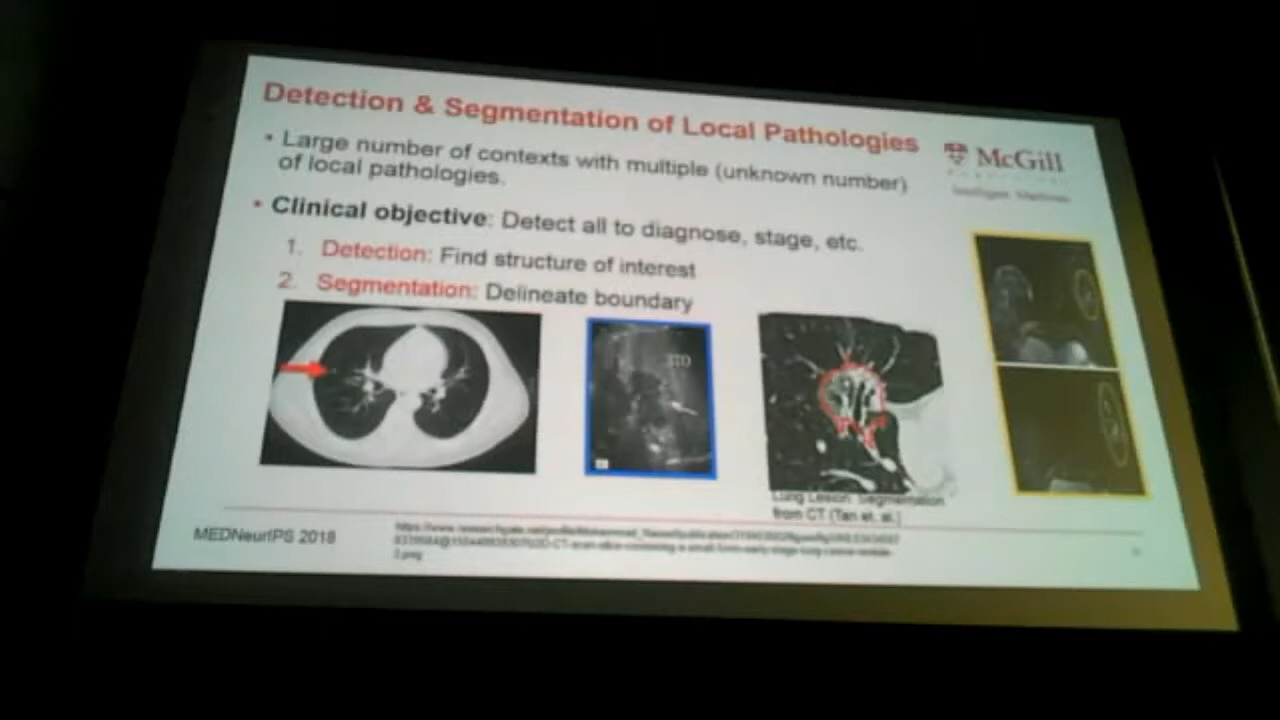 Detection & Segmentation of Local Pathologies
• Large number of contexts with multiple (unknown number)
of local pathologies.
McGill
• Clinical objective: Detect all to diagnose, stage, etc.
1. Detection: Find structure of interest
2. Segmentation: Delineate boundary
Lung Lesion Segmentation
from CT (Tan et. al.)
MEDNeurIPS 2018